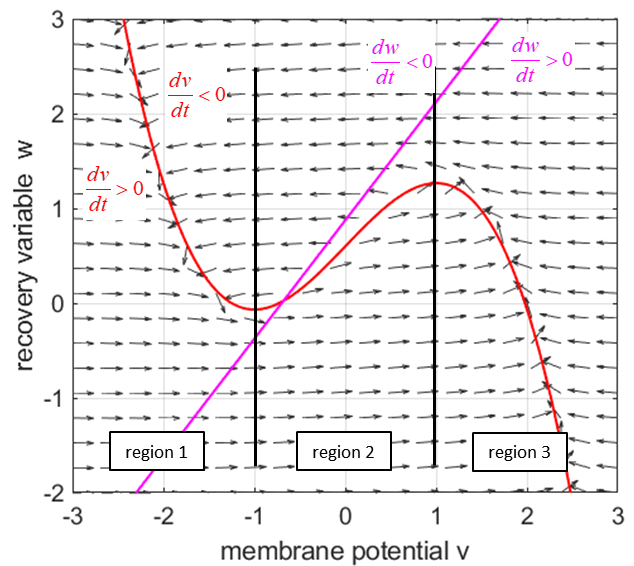 3
2
1
0
-1
-2
-3 -2 -1 0 1 2 3
recovery variable w
membrane potential v
dv/dt < 0
dv/dt > 0
dw/dt < 0
dw/dt > 0
region 1
region 2
region 3